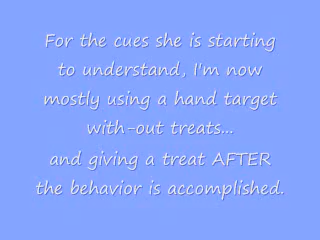 For the cues she is starting
to understand, I'm now
mostly using a hand target
with-out treats...
and giving a treat AFTER
the behavior is accomplished.